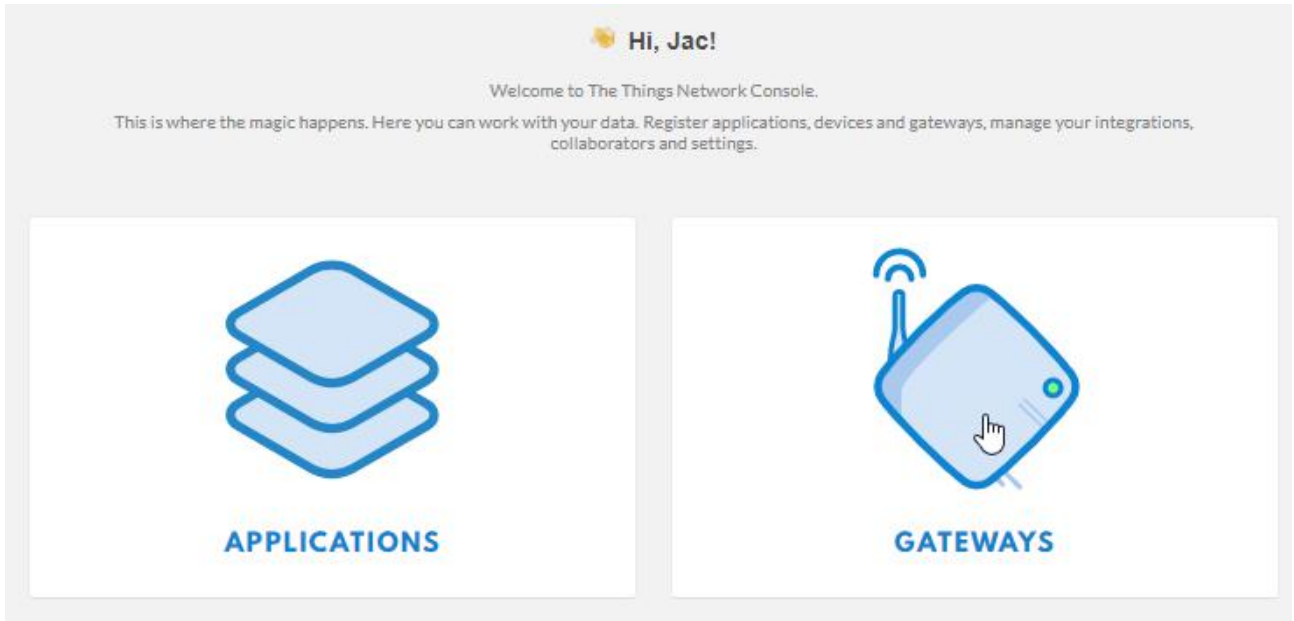 👋 Hi, Jac!
Welcome to The Things Network Console.
This is where the magic happens. Here you can work with your data. Register applications, devices and gateways, manage your integrations,
collaborators and settings.
APPLICATIONS
GATEWAYS